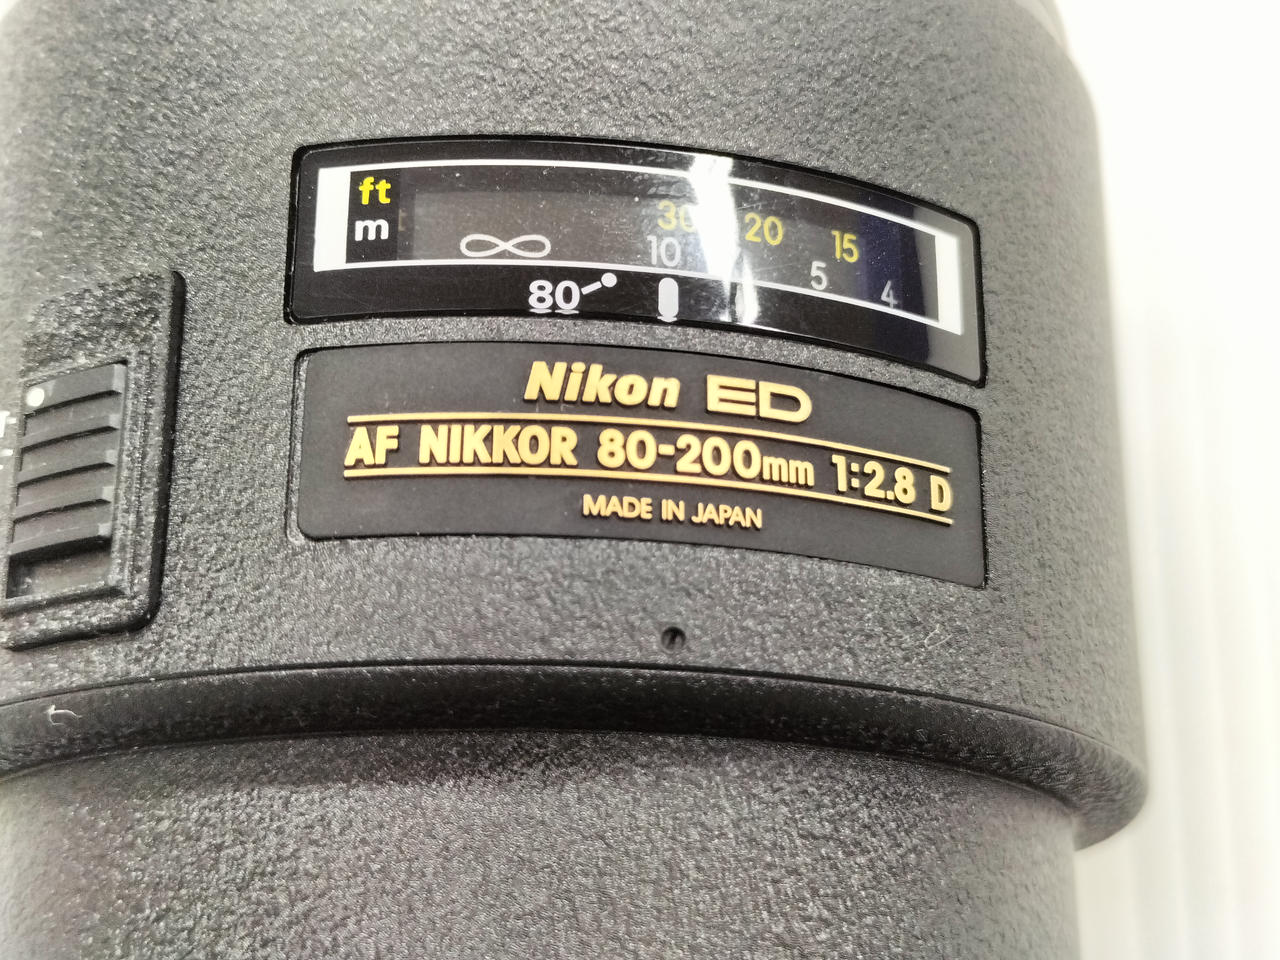 ft 30 20 15
m ∞ 10 5 4
80
Nikon ED
AF NIKKOR 80-200mm 1:2.8 D
MADE IN JAPAN